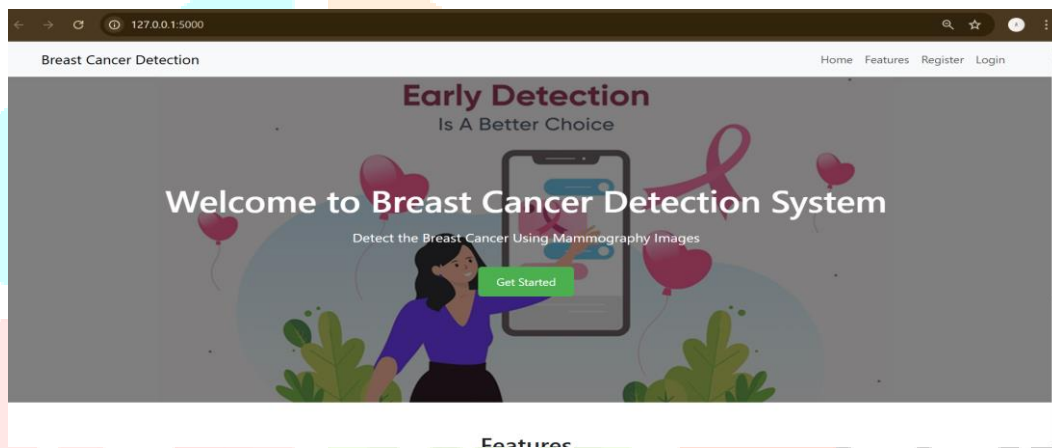 127.0.0.1:5000
Breast Cancer Detection
Home Features Register Login
Early Detection
Is A Better Choice
Welcome to Breast Cancer Detection System
Detect the Breast Cancer Using Mammography Images
Get Started
Features